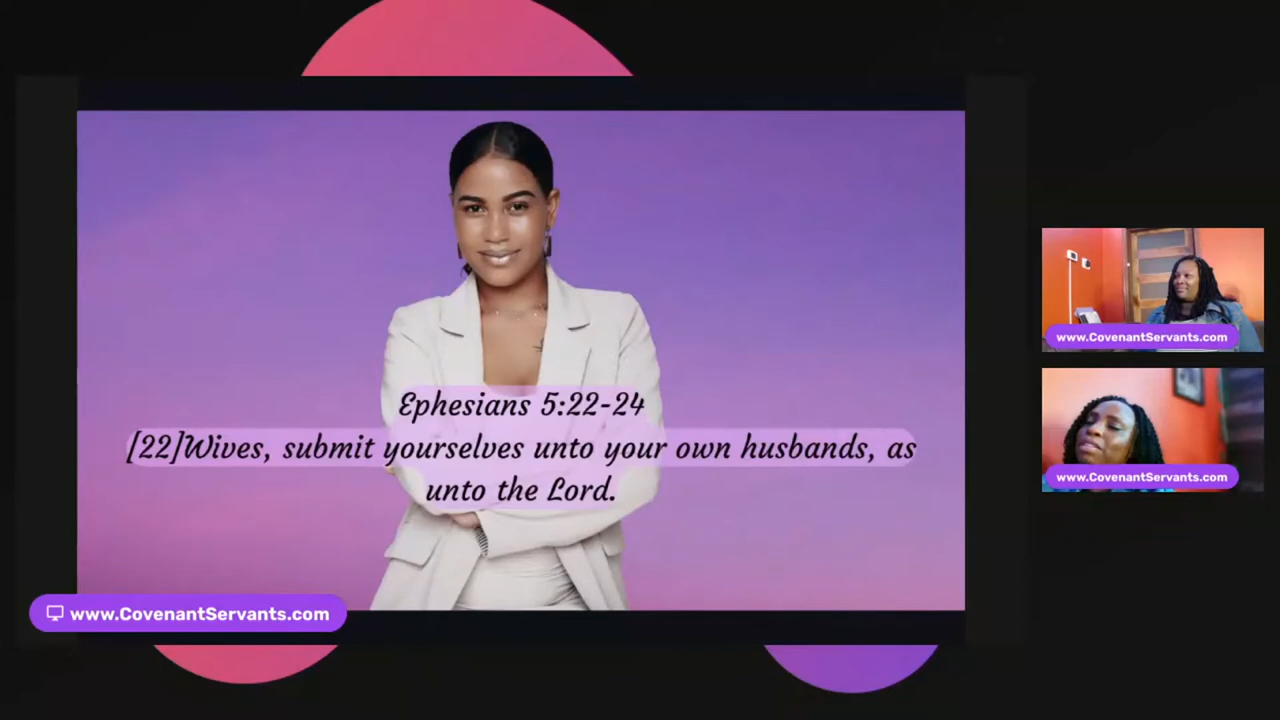 Ephesians 5:22-24
[22]Wives, submit yourselves unto your own husbands, as
unto the Lord.
www.CovenantServants.com
www.CovenantServants.com
www.CovenantServants.com